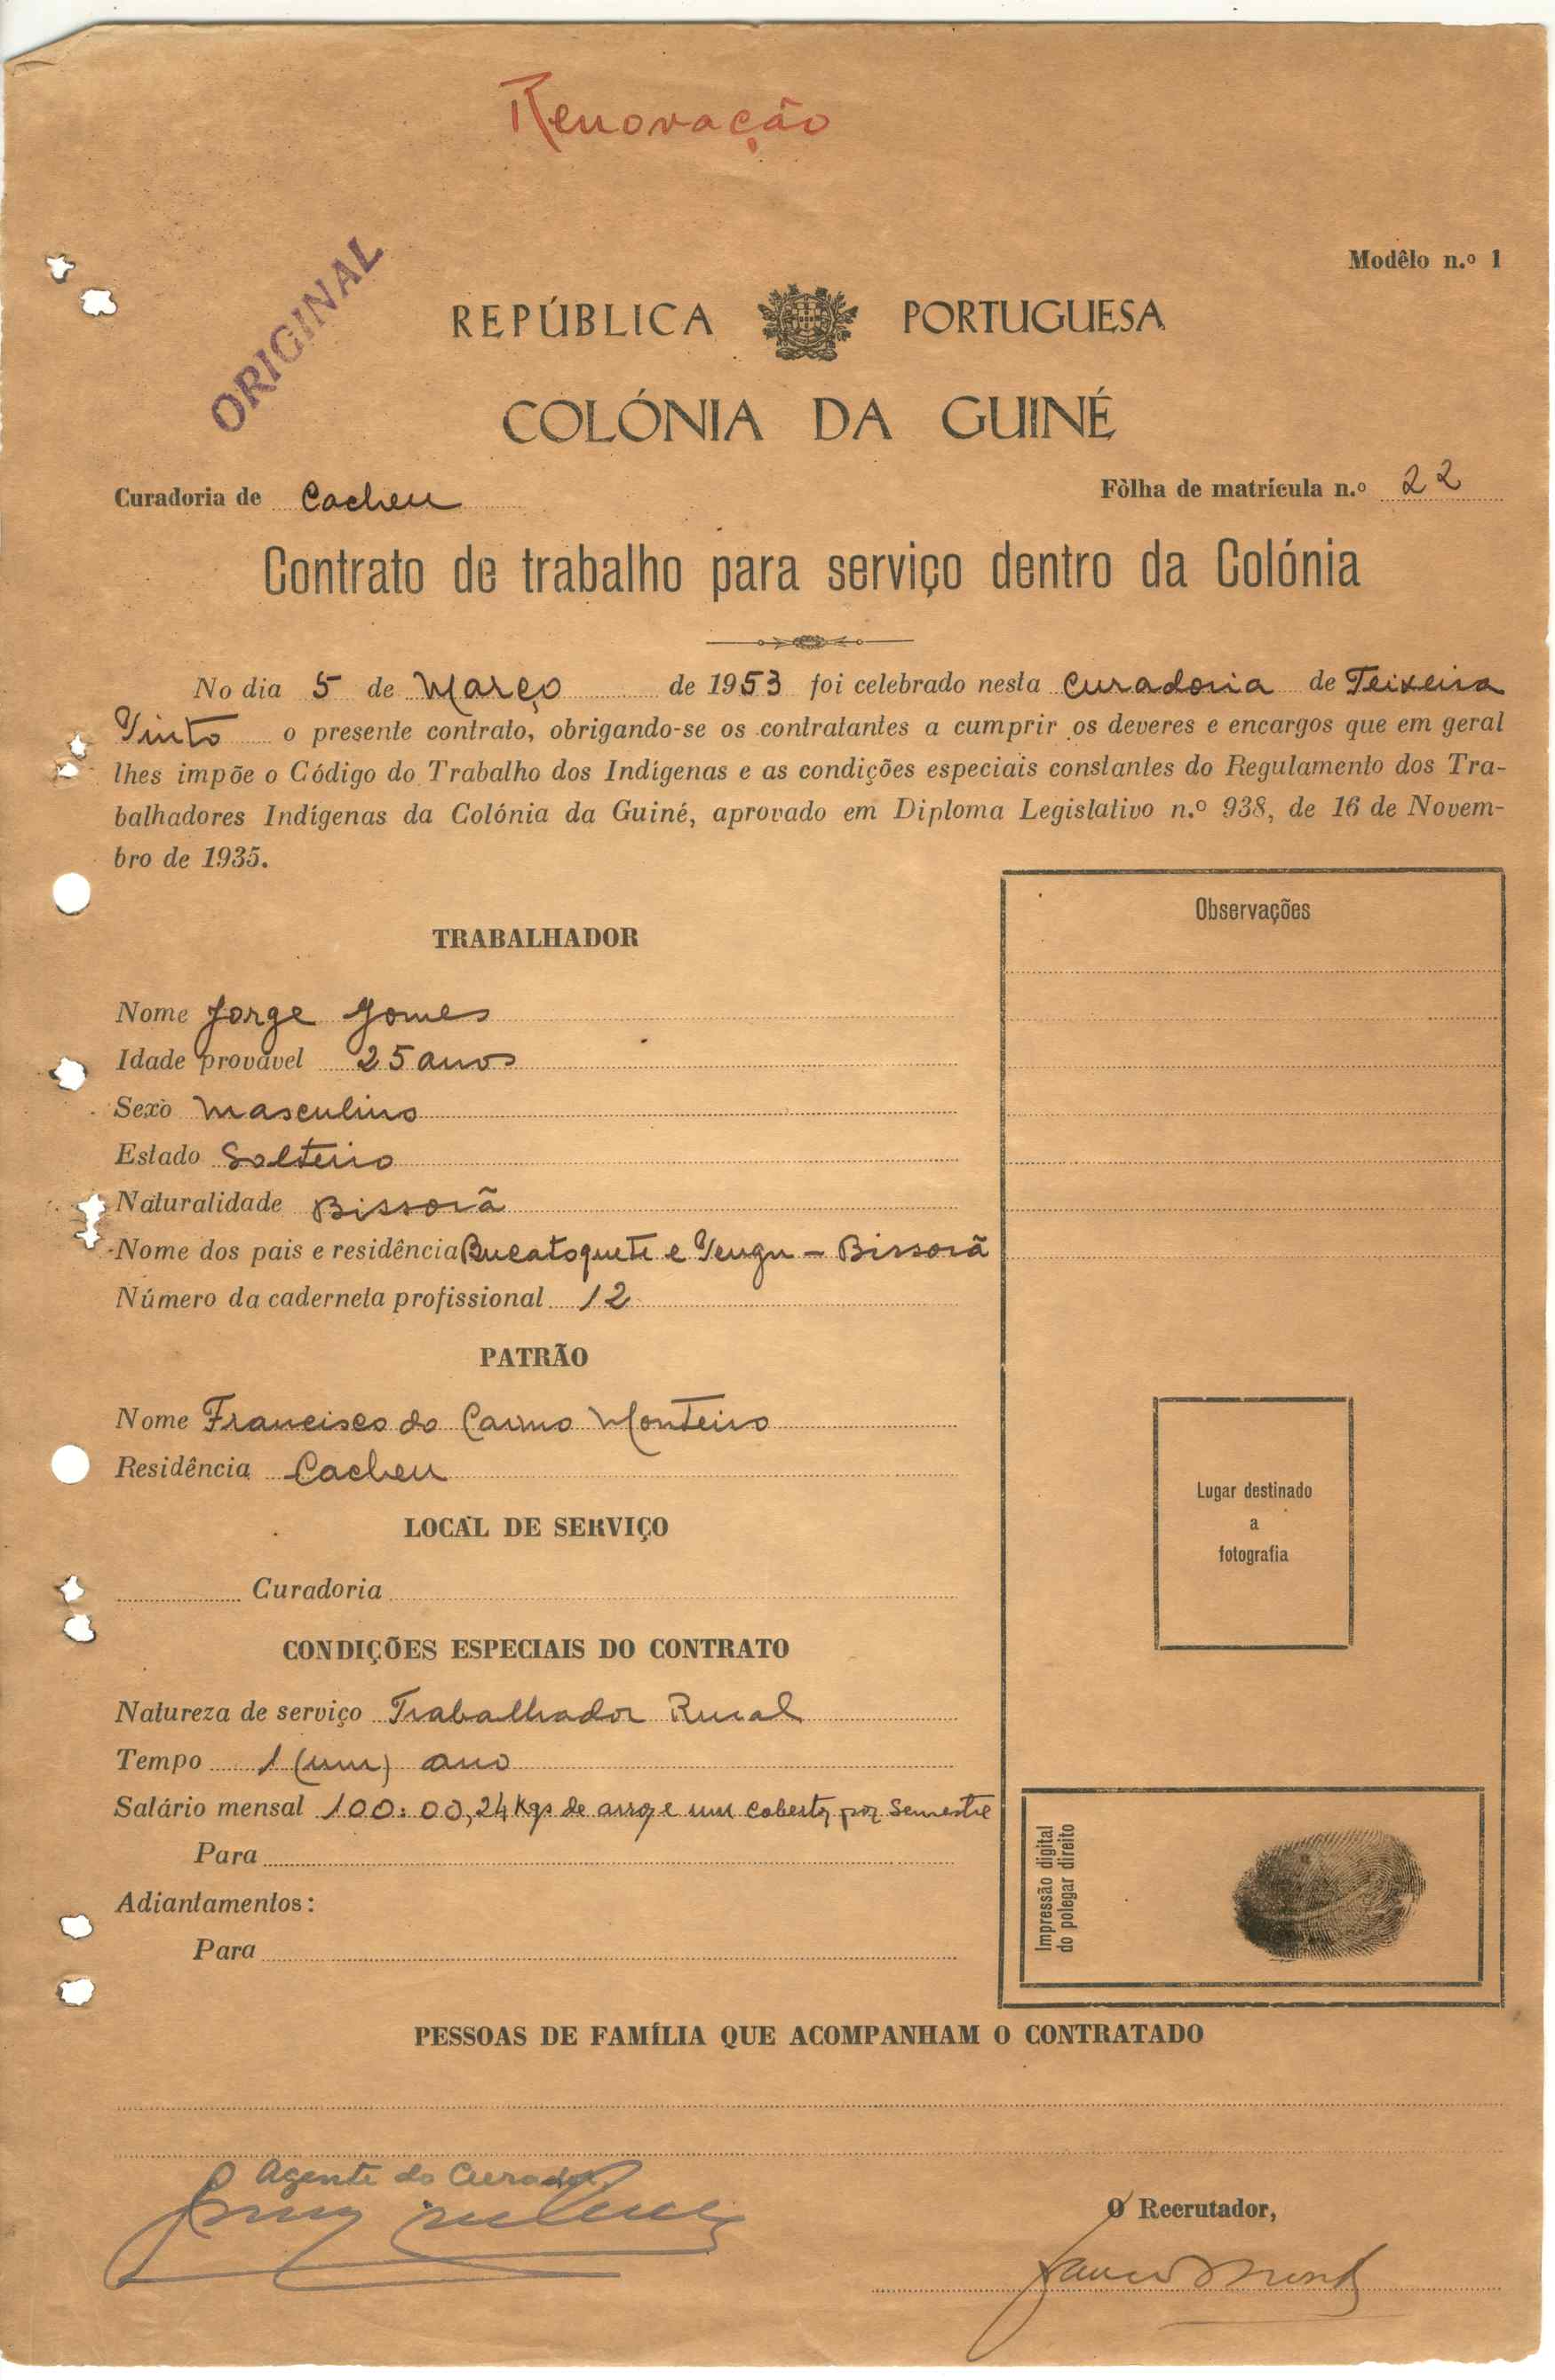 Renovação
ORIGINAL
Modêlo n.º 1
REPÚBLICA PORTUGUESA
COLÓNIA DA GUINÉ
Curadoria de Cacheu Fôlha de matrícula n.º 22
Contrato de trabalho para serviço dentro da Colónia
No dia 5 de Março de 1953 foi celebrado nesta Curadoria de Teixeira
Pinto o presente contrato, obrigando-se os contratantes a cumprir os deveres e encargos que em geral
lhes impõe o Código do Trabalho dos Indígenas e as condições especiais constantes do Regulamento dos Tra-
balhadores Indígenas da Colónia da Guiné, aprovado em Diploma Legislativo n.º 938, de 16 de Novem-
bro de 1935.
Observações
TRABALHADOR
Nome Jorge Gomes
Idade provável 25 anos
Sexo Masculino
Estado Solteiro
Naturalidade Bissorã
Nome dos pais e residência e - Bissorã
Número da caderneta profissional 12
PATRÃO
Nome Francisco do Carmo Monteiro
Residência Cacheu
LOCAL DE SERVIÇO
Lugar destinado
a
fotografia
Curadoria
CONDIÇÕES ESPECIAIS DO CONTRATO
Natureza de serviço Trabalhador Rural
Tempo 1 (um) ano
Salário mensal 100:00, 24 Kgs de arroz e um cobertor por semestre
Para
Adiantamentos:
Para
Impressão digital
do polegar direito
PESSOAS DE FAMÍLIA QUE ACOMPANHAM O CONTRATADO
O Agente do Curador
O Recrutador,